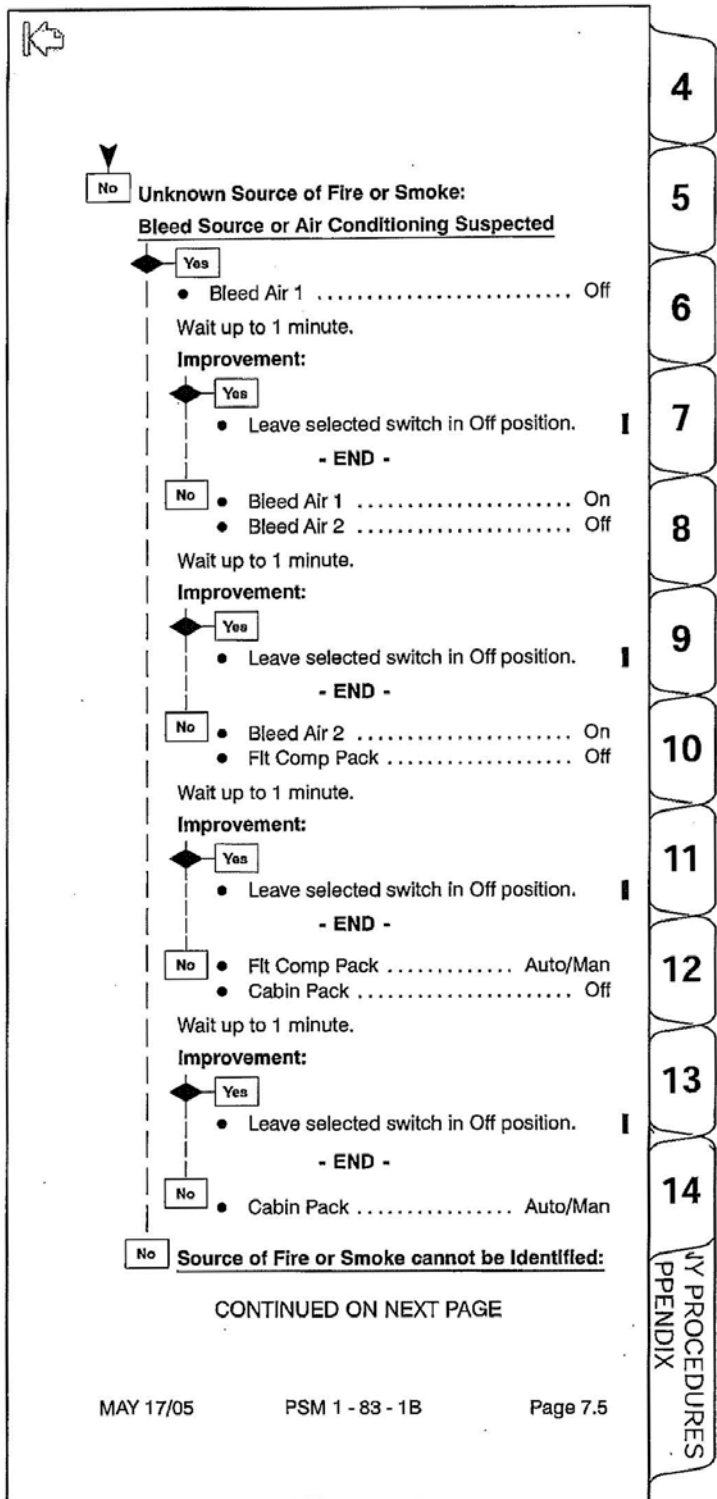 No Unknown Source of Fire or Smoke:
Bleed Source or Air Conditioning Suspected
Yes
• Bleed Air 1 .......................... Off
Wait up to 1 minute.
Improvement:
Yes
• Leave selected switch in Off position.
- END -
No • Bleed Air 1 ...................... On
• Bleed Air 2 ...................... Off
Wait up to 1 minute.
Improvement:
Yes
• Leave selected switch in Off position.
- END -
No • Bleed Air 2 ...................... On
• Flt Comp Pack ................... Off
Wait up to 1 minute.
Improvement:
Yes
• Leave selected switch in Off position.
- END -
No • Flt Comp Pack ............. Auto/Man
• Cabin Pack ...................... Off
Wait up to 1 minute.
Improvement:
Yes
• Leave selected switch in Off position.
- END -
No • Cabin Pack ................ Auto/Man
No Source of Fire or Smoke cannot be Identified:
CONTINUED ON NEXT PAGE
MAY 17/05 PSM 1 - 83 - 1B Page 7.5
4
5
6
7
8
9
10
11
12
13
14
NY PROCEDURES
PPENDIX